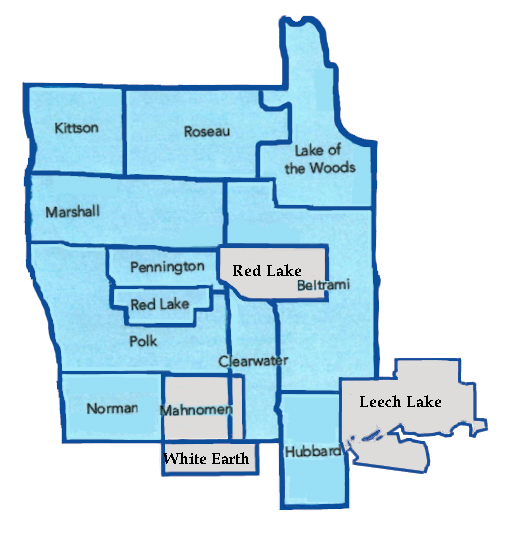 Kittson
Roseau
Lake of
the Woods
Marshall
Pennington
Red Lake
Beltrami
Red Lake
Polk
Clearwater
Norman
Mahnomen
Leech Lake
Hubbard
White Earth